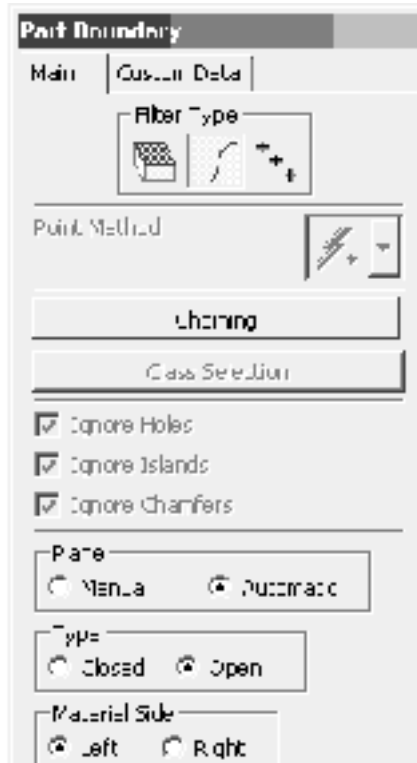 Part Boundary
Main Custom Data
Filter Type
Point Method
Chaining
Class Selection
Ignore Holes
Ignore Islands
Ignore Chamfers
Plane
Manual Automatic
Type
Closed Open
Material Side
Left Right